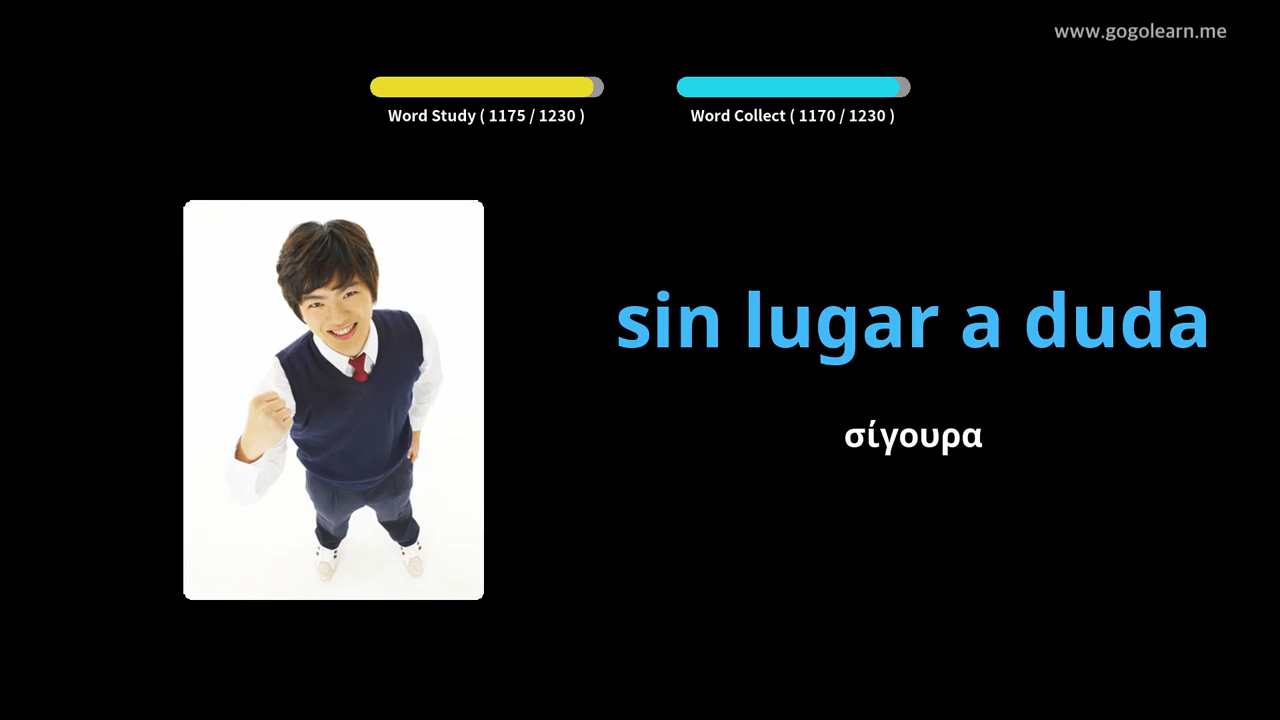 www.gogolearn.me
Word Study ( 1175 / 1230 )
Word Collect ( 1170 / 1230 )
sin lugar a duda
σίγουρα